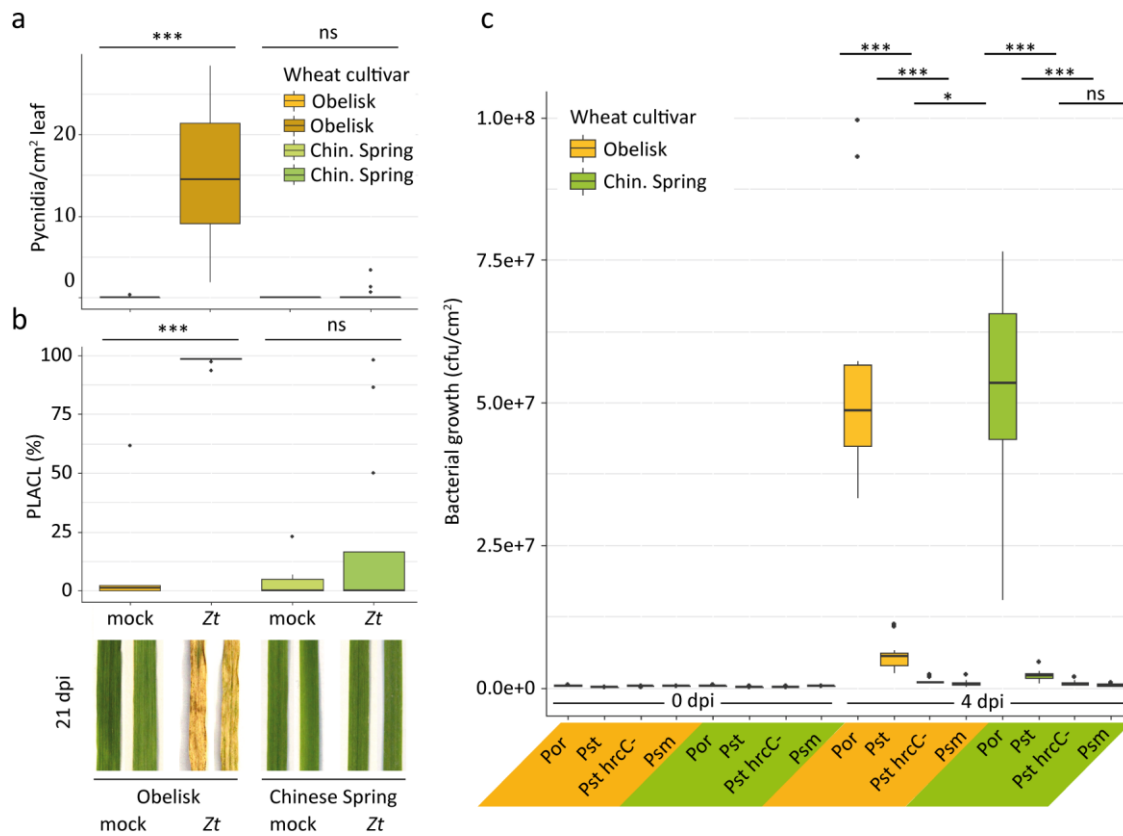 a
***
ns
Wheat cultivar
Obelisk
Obelisk
Chin. Spring
Chin. Spring
Pycnidia/cm² leaf
20
10
0
b
***
ns
PLACL (%)
100
75
50
25
0
mock Zt mock Zt
21 dpi
Obelisk Chinese Spring
mock Zt mock Zt
c
*** ***
*** ***
* ns
Wheat cultivar
Obelisk
Chin. Spring
Bacterial growth (cfu/cm²)
1.0e+8
7.5e+7
5.0e+7
2.5e+7
0.0e+0
0 dpi 4 dpi
Por Pst Pst hrcC- Psm Por Pst Pst hrcC- Psm Por Pst Pst hrcC- Psm Por Pst Pst hrcC- Psm